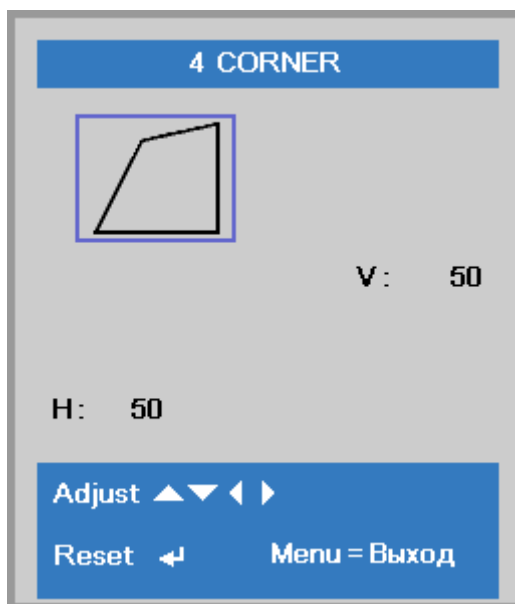 4 CORNER
V: 50
H: 50
Adjust
Reset Menu = Выход